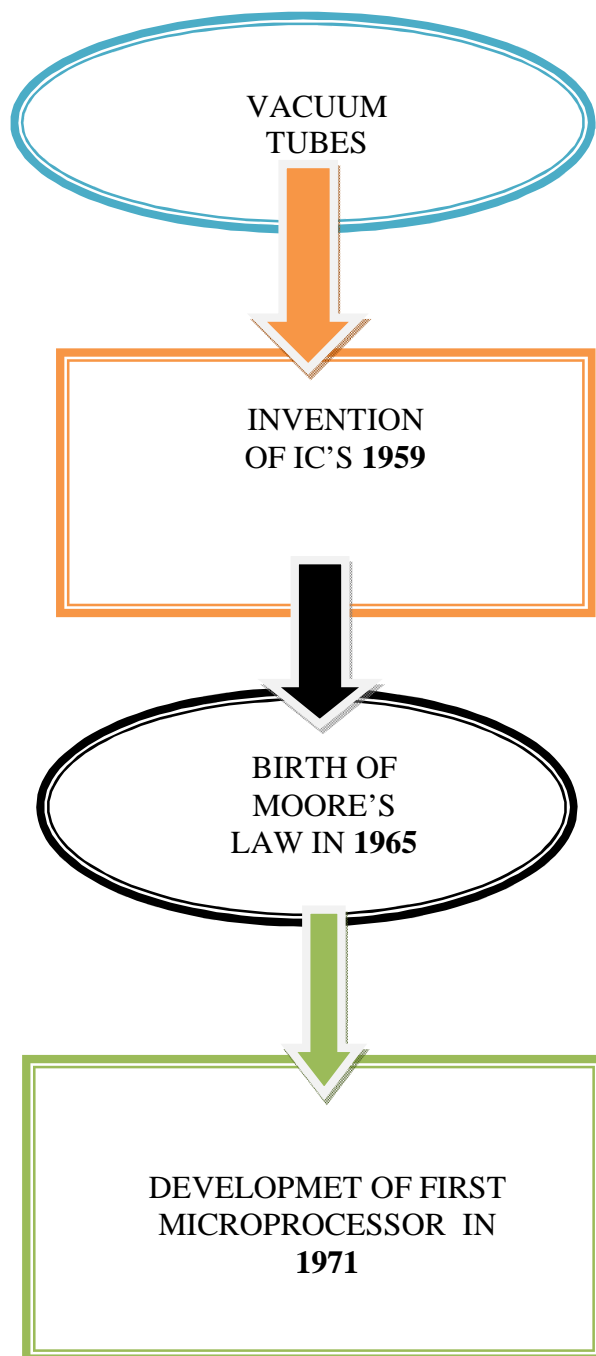 VACUUM
TUBES
INVENTION
OF IC’S 1959
BIRTH OF
MOORE’S
LAW IN 1965
DEVELOPMET OF FIRST
MICROPROCESSOR IN
1971